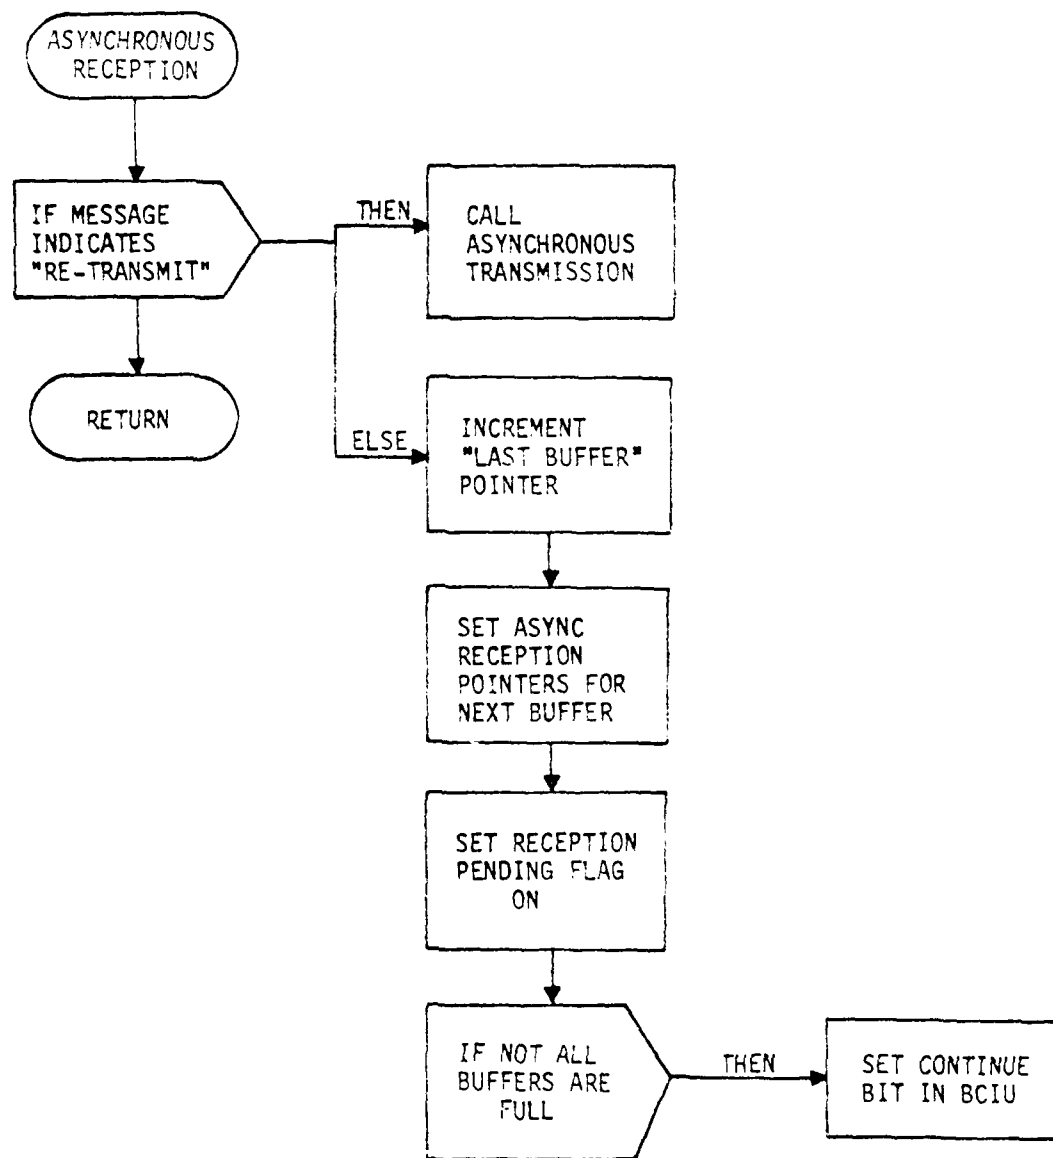 ASYNCHRONOUS
RECEPTION
IF MESSAGE
INDICATES
"RE-TRANSMIT"
THEN
CALL
ASYNCHRONOUS
TRANSMISSION
RETURN
ELSE
INCREMENT
"LAST BUFFER"
POINTER
SET ASYNC
RECEPTION
POINTERS FOR
NEXT BUFFER
SET RECEPTION
PENDING FLAG
ON
IF NOT ALL
BUFFERS ARE
FULL
THEN
SET CONTINUE
BIT IN BCIU